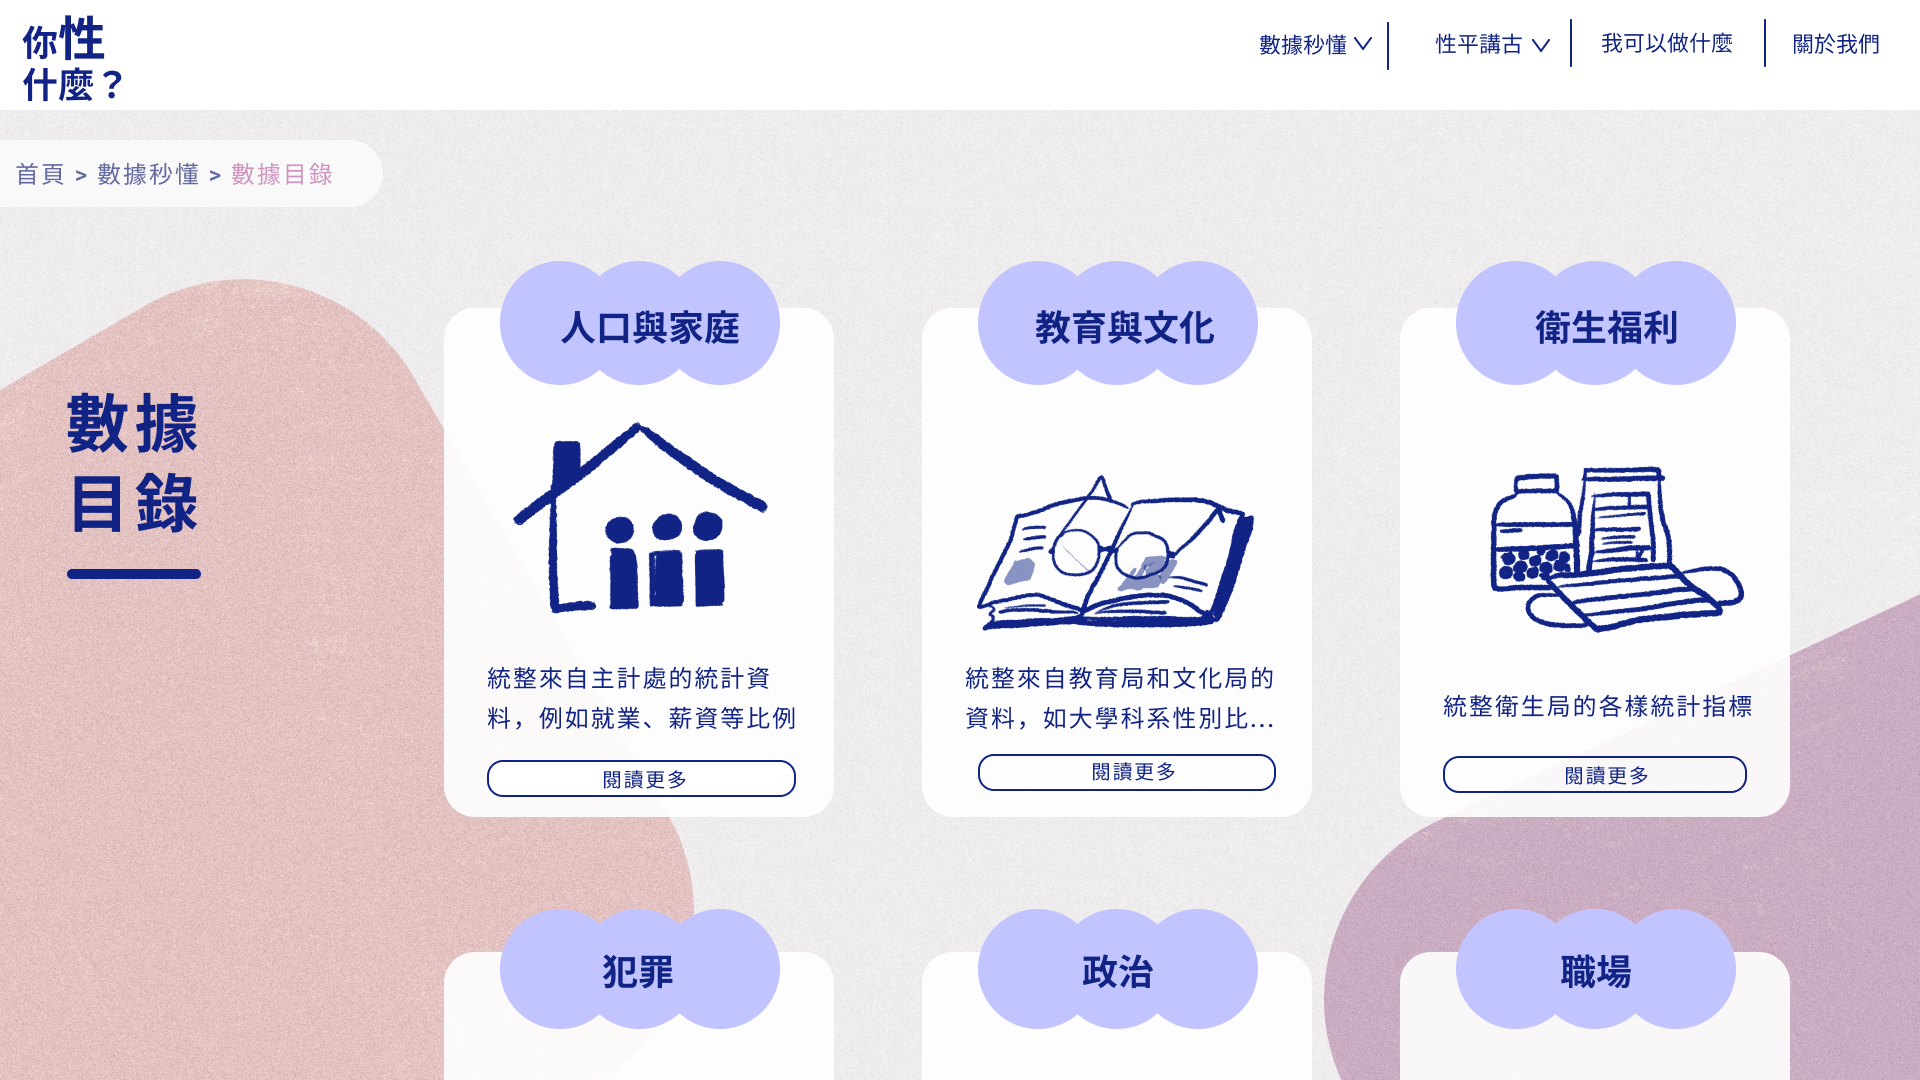 你性
什麼？
數據秒懂
性平講古
我可以做什麼
關於我們
首頁 > 數據秒懂 > 數據目錄
數據
目錄
人口與家庭
統整來自主計處的統計資
料，例如就業、薪資等比例
閱讀更多
教育與文化
統整來自教育局和文化局的
資料，如大學科系性別比...
閱讀更多
衛生福利
統整衛生局的各樣統計指標
閱讀更多
犯罪
政治
職場